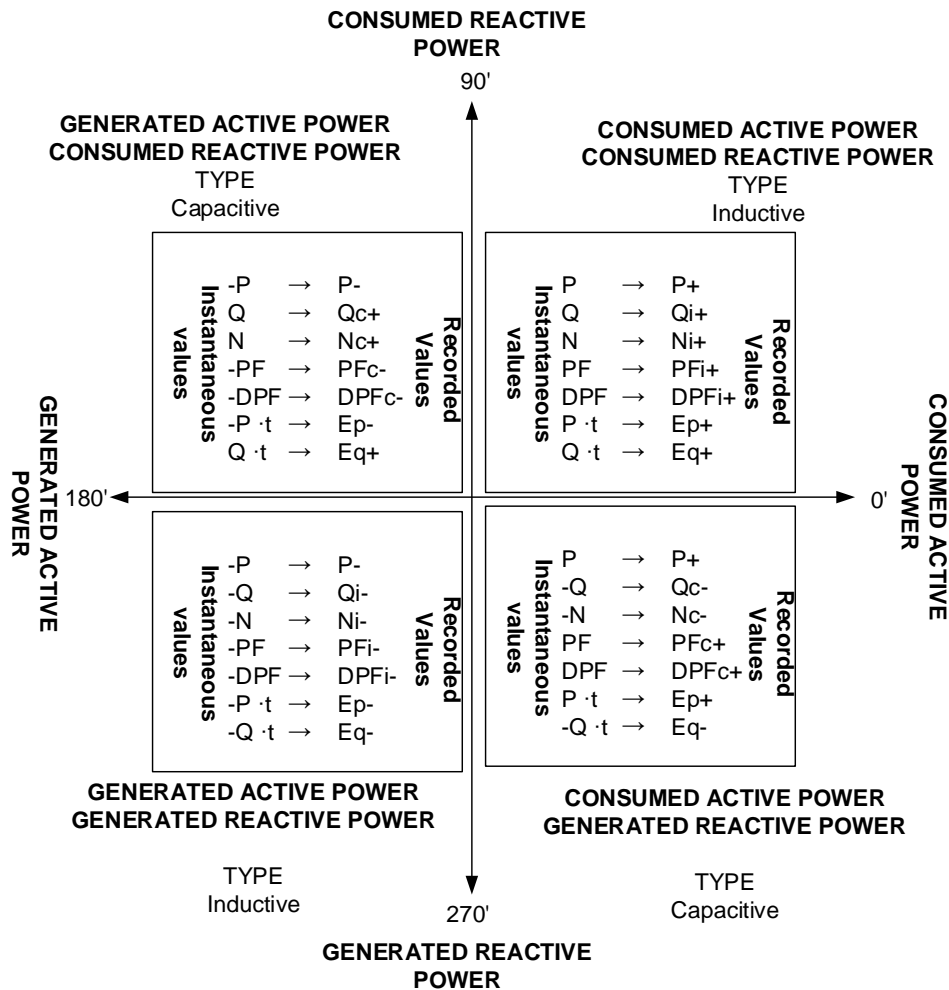 CONSUMED REACTIVE
POWER
90'
GENERATED ACTIVE POWER
CONSUMED REACTIVE POWER
TYPE
Capacitive
CONSUMED ACTIVE POWER
CONSUMED REACTIVE POWER
TYPE
Inductive
Instantaneous
values
-P → P-
Q → Qc+
N → Nc+
-PF → PFc-
-DPF → DPFc-
-P ·t → Ep-
Q ·t → Eq+
Recorded
Values
Instantaneous
values
P → P+
Q → Qi+
N → Ni+
PF → PFi+
DPF → DPFi+
P ·t → Ep+
Q ·t → Eq+
Recorded
Values
GENERATED ACTIVE
POWER
180'
0'
CONSUMED ACTIVE
POWER
Instantaneous
values
-P → P-
-Q → Qi-
-N → Ni-
-PF → PFi-
-DPF → DPFi-
-P ·t → Ep-
-Q ·t → Eq-
Recorded
Values
Instantaneous
values
P → P+
-Q → Qc-
-N → Nc-
PF → PFc+
DPF → DPFc+
P ·t → Ep+
-Q ·t → Eq-
Recorded
Values
GENERATED ACTIVE POWER
GENERATED REACTIVE POWER
TYPE
Inductive
CONSUMED ACTIVE POWER
GENERATED REACTIVE POWER
TYPE
Capacitive
270'
GENERATED REACTIVE
POWER